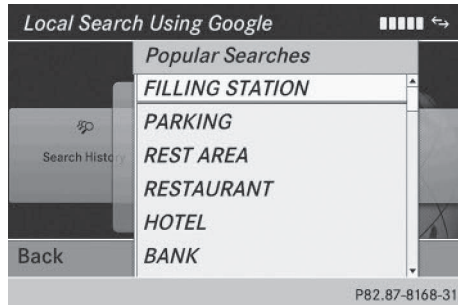 Local Search Using Google
Popular Searches
FILLING STATION
PARKING
Search History
REST AREA
RESTAURANT
HOTEL
Back
BANK
P82.87-8168-31